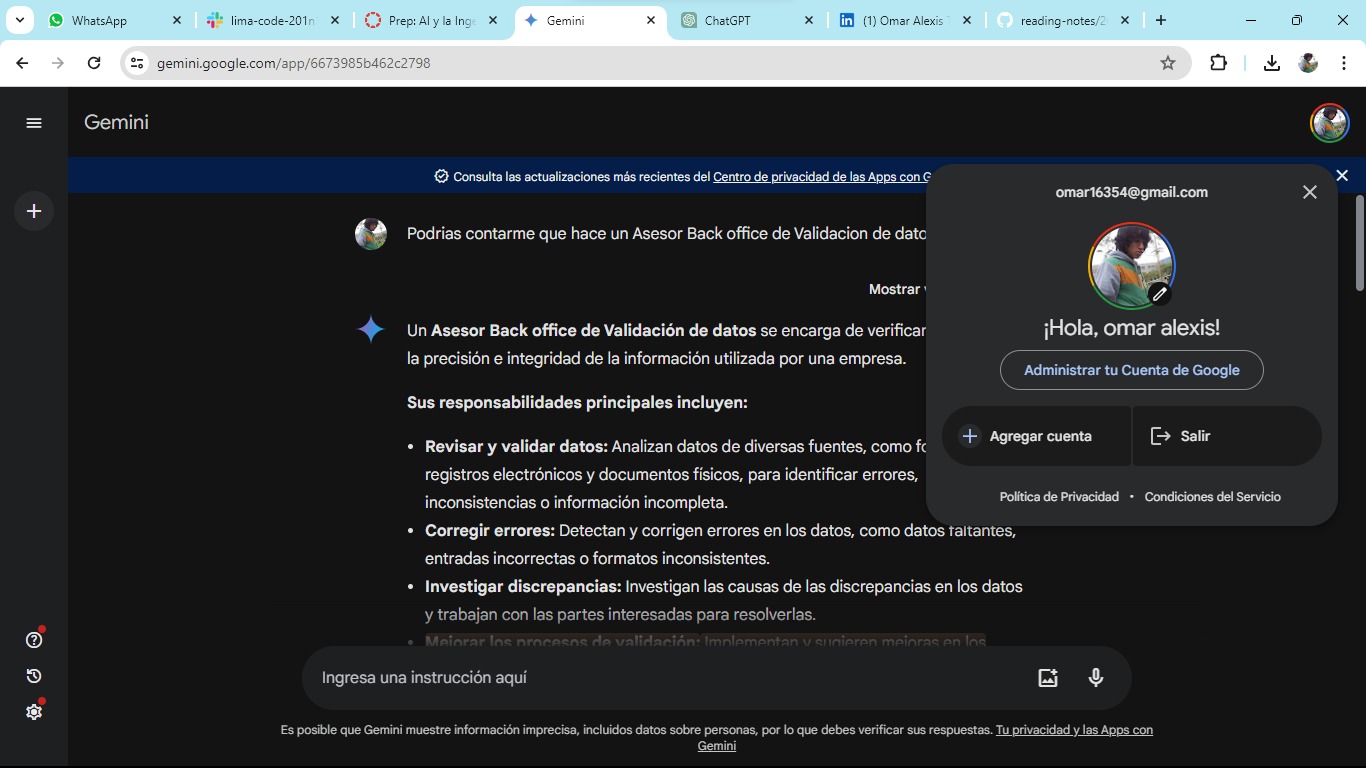 WhatsApp
lima-code-201n
Prep: AI y la Inge
Gemini
ChatGPT
(1) Omar Alexis
reading-notes/2
gemini.google.com/app/6673985b462c2798
Gemini
Consulta las actualizaciones más recientes del Centro de privacidad de las Apps con G
omar16354@gmail.com
¡Hola, omar alexis!
Administrar tu Cuenta de Google
Agregar cuenta
Salir
Política de Privacidad • Condiciones del Servicio
Podrias contarme que hace un Asesor Back office de Validacion de dato
Mostrar
Un Asesor Back office de Validación de datos se encarga de verificar
la precisión e integridad de la información utilizada por una empresa.
Sus responsabilidades principales incluyen:
• Revisar y validar datos: Analizan datos de diversas fuentes, como fo
registros electrónicos y documentos físicos, para identificar errores,
inconsistencias o información incompleta.
• Corregir errores: Detectan y corrigen errores en los datos, como datos faltantes,
entradas incorrectas o formatos inconsistentes.
• Investigar discrepancias: Investigan las causas de las discrepancias en los datos
y trabajan con las partes interesadas para resolverlas.
• Mejorar los procesos de validación: Implementan y sugieren mejoras en los
Ingresa una instrucción aquí
Es posible que Gemini muestre información imprecisa, incluidos datos sobre personas, por lo que debes verificar sus respuestas. Tu privacidad y las Apps con
Gemini